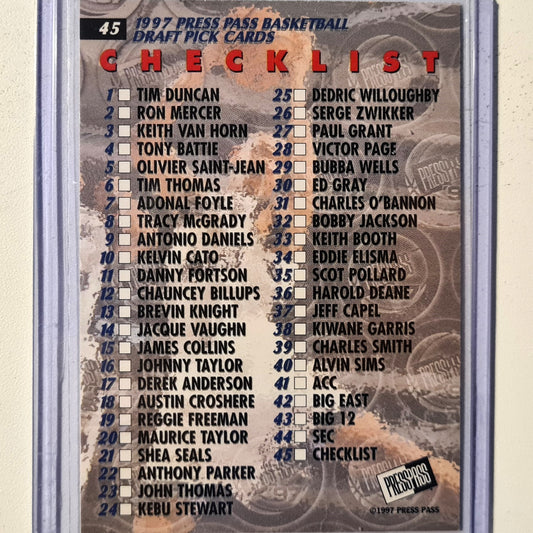 45
1997 PRESS PASS BASKETBALL
DRAFT PICK CARDS
CHECKLIST
1 TIM DUNCAN
2 RON MERCER
3 KEITH VAN HORN
4 TONY BATTIE
5 OLIVIER SAINT-JEAN
6 TIM THOMAS
7 ADONAL FOYLE
8 TRACY McGRADY
9 ANTONIO DANIELS
10 KELVIN CATO
11 DANNY FORTSON
12 CHAUNCEY BILLUPS
13 BREVIN KNIGHT
14 JACQUE VAUGHN
15 JAMES COLLINS
16 JOHNNY TAYLOR
17 DEREK ANDERSON
18 AUSTIN CROSHERE
19 REGGIE FREEMAN
20 MAURICE TAYLOR
21 SHEA SEALS
22 ANTHONY PARKER
23 JOHN THOMAS
24 KEBU STEWART
25 DEDRIC WILLOUGHBY
26 SERGE ZWIKKER
27 PAUL GRANT
28 VICTOR PAGE
29 BUBBA WELLS
30 ED GRAY
31 CHARLES O'BANNON
32 BOBBY JACKSON
33 KEITH BOOTH
34 EDDIE ELISMA
35 SCOT POLLARD
36 HAROLD DEANE
37 JEFF CAPEL
38 KIWANE GARRIS
39 CHARLES SMITH
40 ALVIN SIMS
41 ACC
42 BIG EAST
43 BIG 12
44 SEC
45 CHECKLIST
PRESS PASS
©1997 PRESS PASS